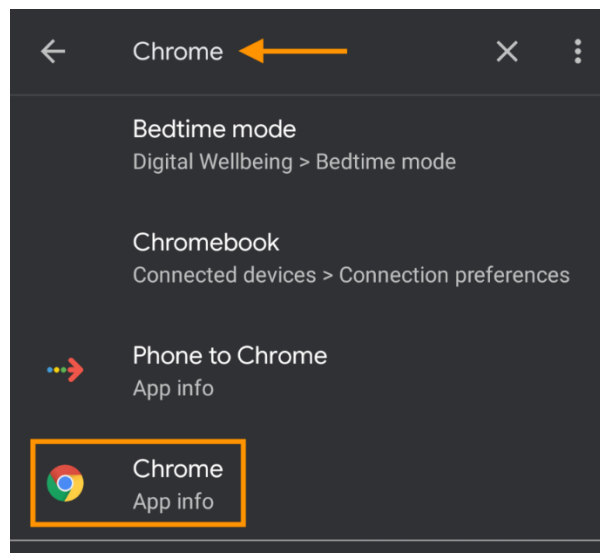 Chrome
Bedtime mode
Digital Wellbeing > Bedtime mode
Chromebook
Connected devices > Connection preferences
Phone to Chrome
App info
Chrome
App info